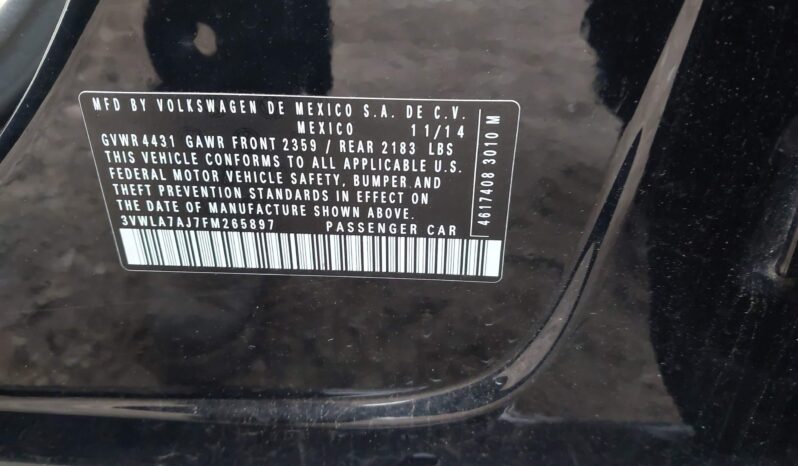 MFD BY VOLKSWAGEN DE MEXICO S.A. DE C.V.
MEXICO 11/14
GVWR 4431 GAWR FRONT 2359 / REAR 2183 LBS
THIS VEHICLE CONFORMS TO ALL APPLICABLE U.S.
FEDERAL MOTOR VEHICLE SAFETY, BUMPER AND
THEFT PREVENTION STANDARDS IN EFFECT ON
THE DATE OF MANUFACTURE SHOWN ABOVE.
3VWLA7AJ7FM265897 PASSENGER CAR
4617408 3010 M